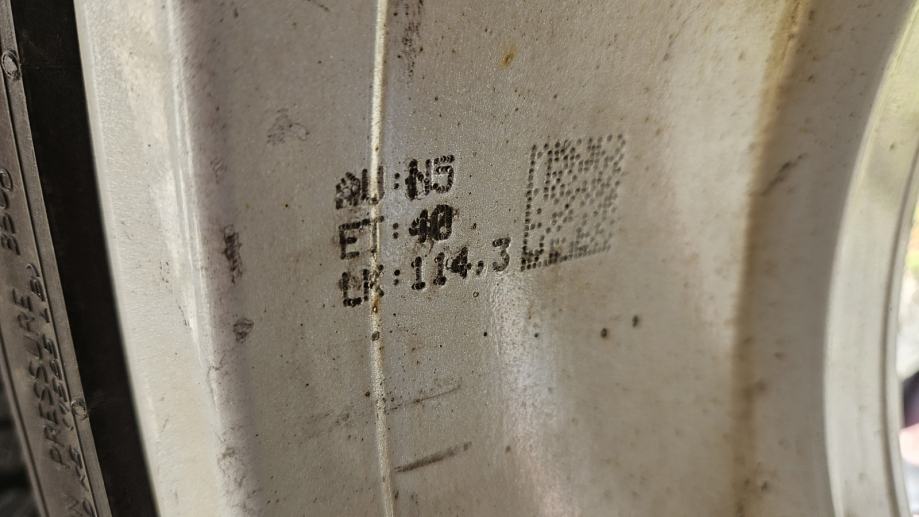 AU:N5
ET:40
LK:114,3
PRESSURE